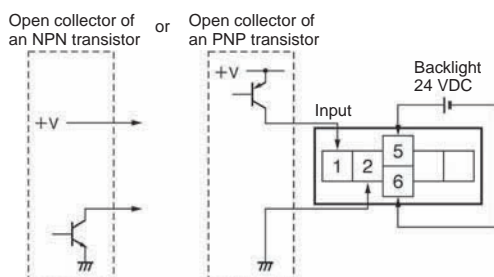 Open collector of
an NPN transistor
or
Open collector of
an PNP transistor
+V
+V
Input
Backlight
24 VDC
1
2
5
6